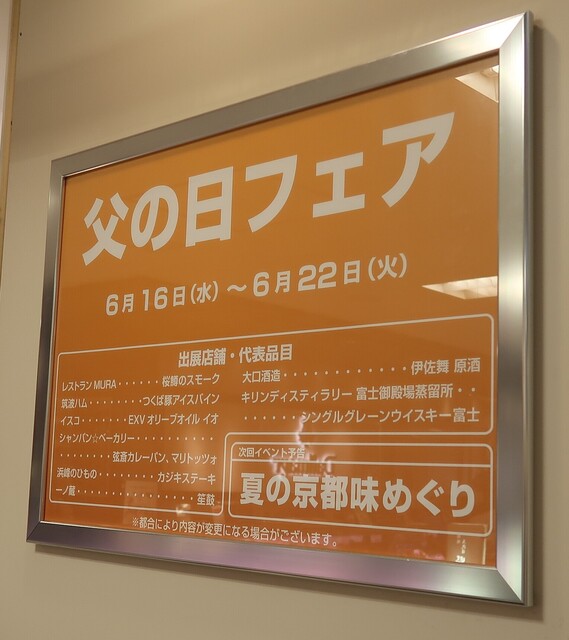 父の日フェア
6月16日(水)～6月22日(火)
出展店舗・代表品目
レストラン MURA・・・・・・桜鱒のスモーク
筑波ハム・・・・・・・つくば豚アイスバイン
イスコ・・・・・・EXV オリーブオイル イオ
シャンパン☆ベーカリー・・・・・・・・・・
・・・・・・弦斎カレーパン、マリトッツォ
浜峰のひもの・・・・・・・・カジキステーキ
一ノ蔵・・・・・・・・・・・・・・・笙鼓
大口酒造・・・・・・・・・・・・伊佐舞 原酒
キリンディスティラリー 富士御殿場蒸留所・・
・・・・・・シングルグレーンウイスキー富士
次回イベント予告
夏の京都味めぐり
※都合により内容が変更になる場合がございます。